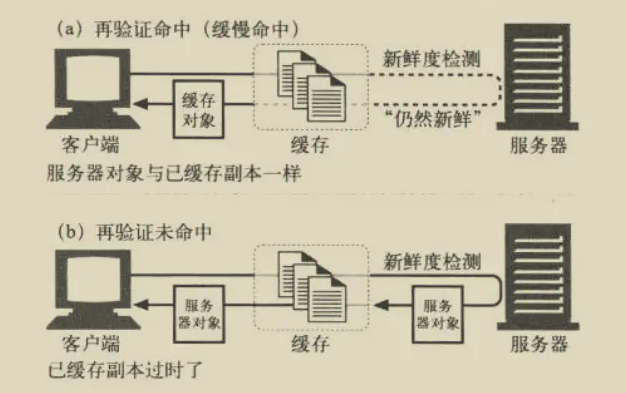 (a) 再验证命中（缓慢命中）
新鲜度检测
缓存
对象
“仍然新鲜”
客户端
缓存
服务器
服务器对象与已缓存副本一样
(b) 再验证未命中
新鲜度检测
服务
器对象
服务
器对象
客户端
缓存
服务器
已缓存副本过时了